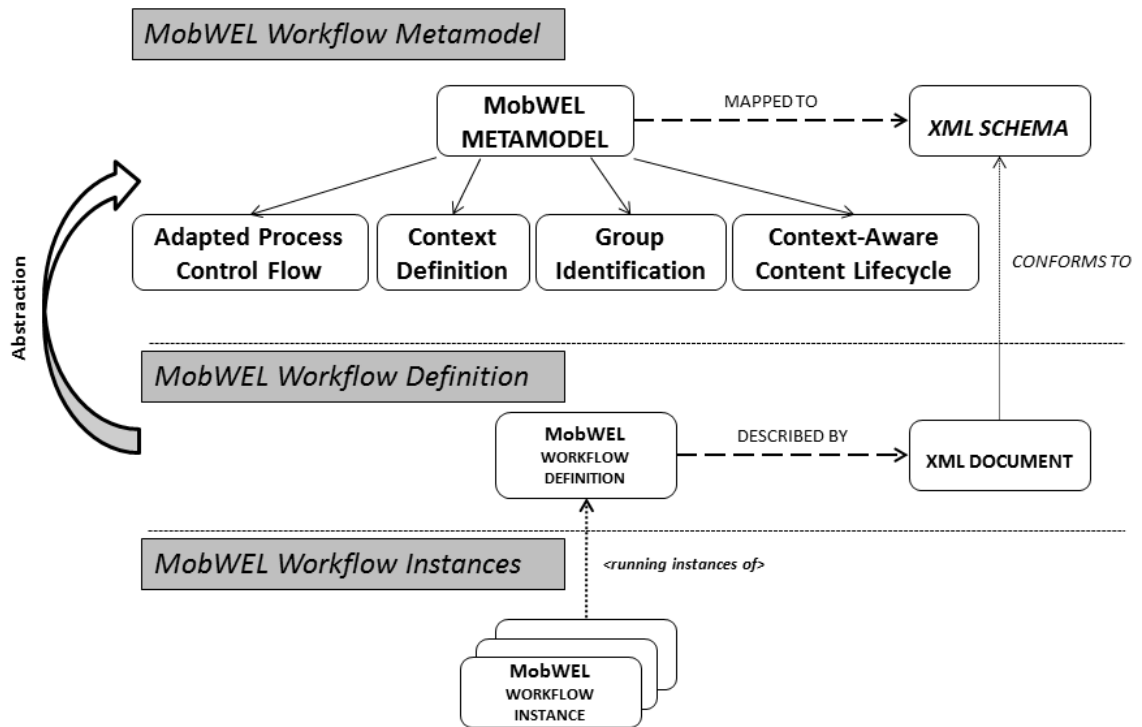 MobWEL Workflow Metamodel
MobWEL
METAMODEL
MAPPED TO
XML SCHEMA
Adapted Process
Control Flow
Context
Definition
Group
Identification
Context-Aware
Content Lifecycle
CONFORMS TO
Abstraction
MobWEL Workflow Definition
MobWEL
WORKFLOW
DEFINITION
DESCRIBED BY
XML DOCUMENT
MobWEL Workflow Instances
<running instances of>
MobWEL
WORKFLOW
INSTANCE